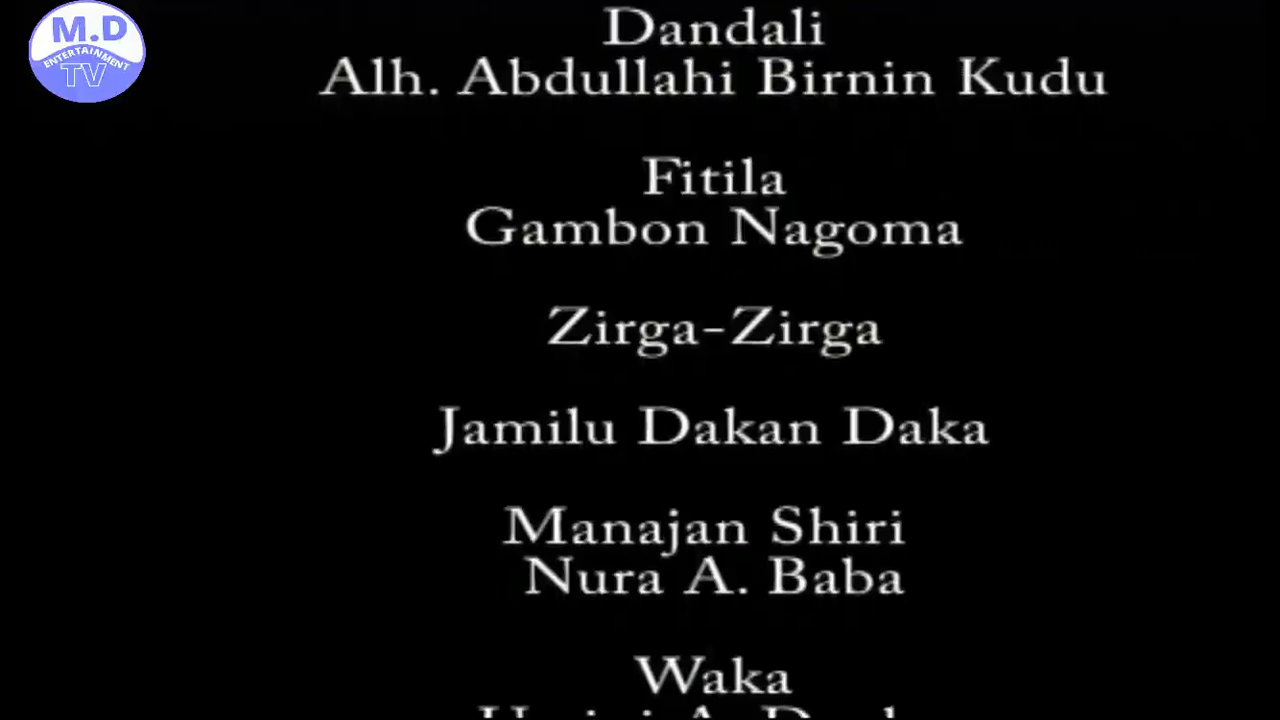 M.D
ENTERTAINMENT
TV
Dandali
Alh. Abdullahi Birnin Kudu
Fitila
Gambon Nagoma
Zirga-Zirga
Jamilu Dakan Daka
Manajan Shiri
Nura A. Baba
Waka
A.